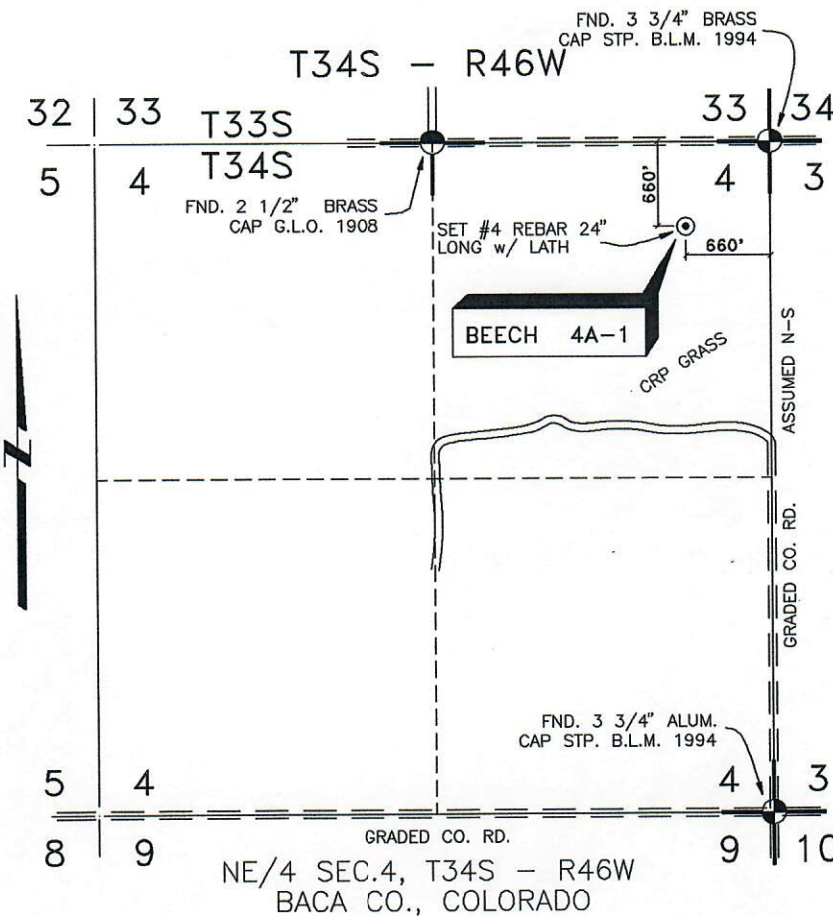 FND. 3 3/4" BRASS
CAP STP. B.L.M. 1994
T34S - R46W
32 33 T33S 33 34
5 4 T34S 4 3
FND. 2 1/2" BRASS
CAP G.L.O. 1908
660'
SET #4 REBAR 24"
LONG w/ LATH
660'
BEECH 4A-1
CRP GRASS
ASSUMED N-S
Z
GRADED CO. RD.
FND. 3 3/4" ALUM.
CAP STP. B.L.M. 1994
5 4 4 3
GRADED CO. RD.
8 9 9 10
NE/4 SEC.4, T34S - R46W
BACA CO., COLORADO